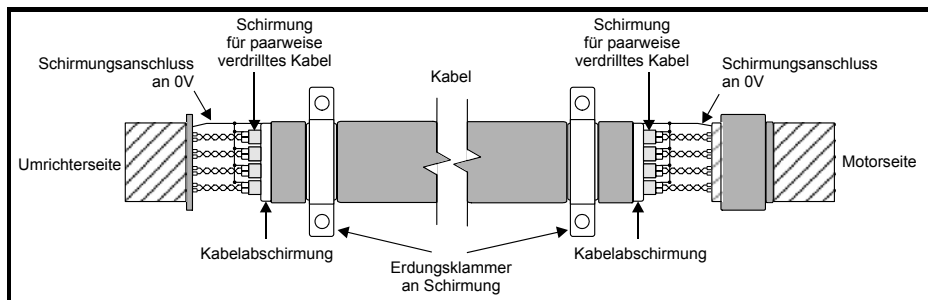 Schirmung
für paarweise
verdrilltes Kabel
Schirmungsanschluss
an 0V
Kabel
Schirmung
für paarweise
verdrilltes Kabel
Schirmungsanschluss
an 0V
Umrichterseite
Motorseite
Kabelabschirmung
Erdungsklammer
an Schirmung
Kabelabschirmung